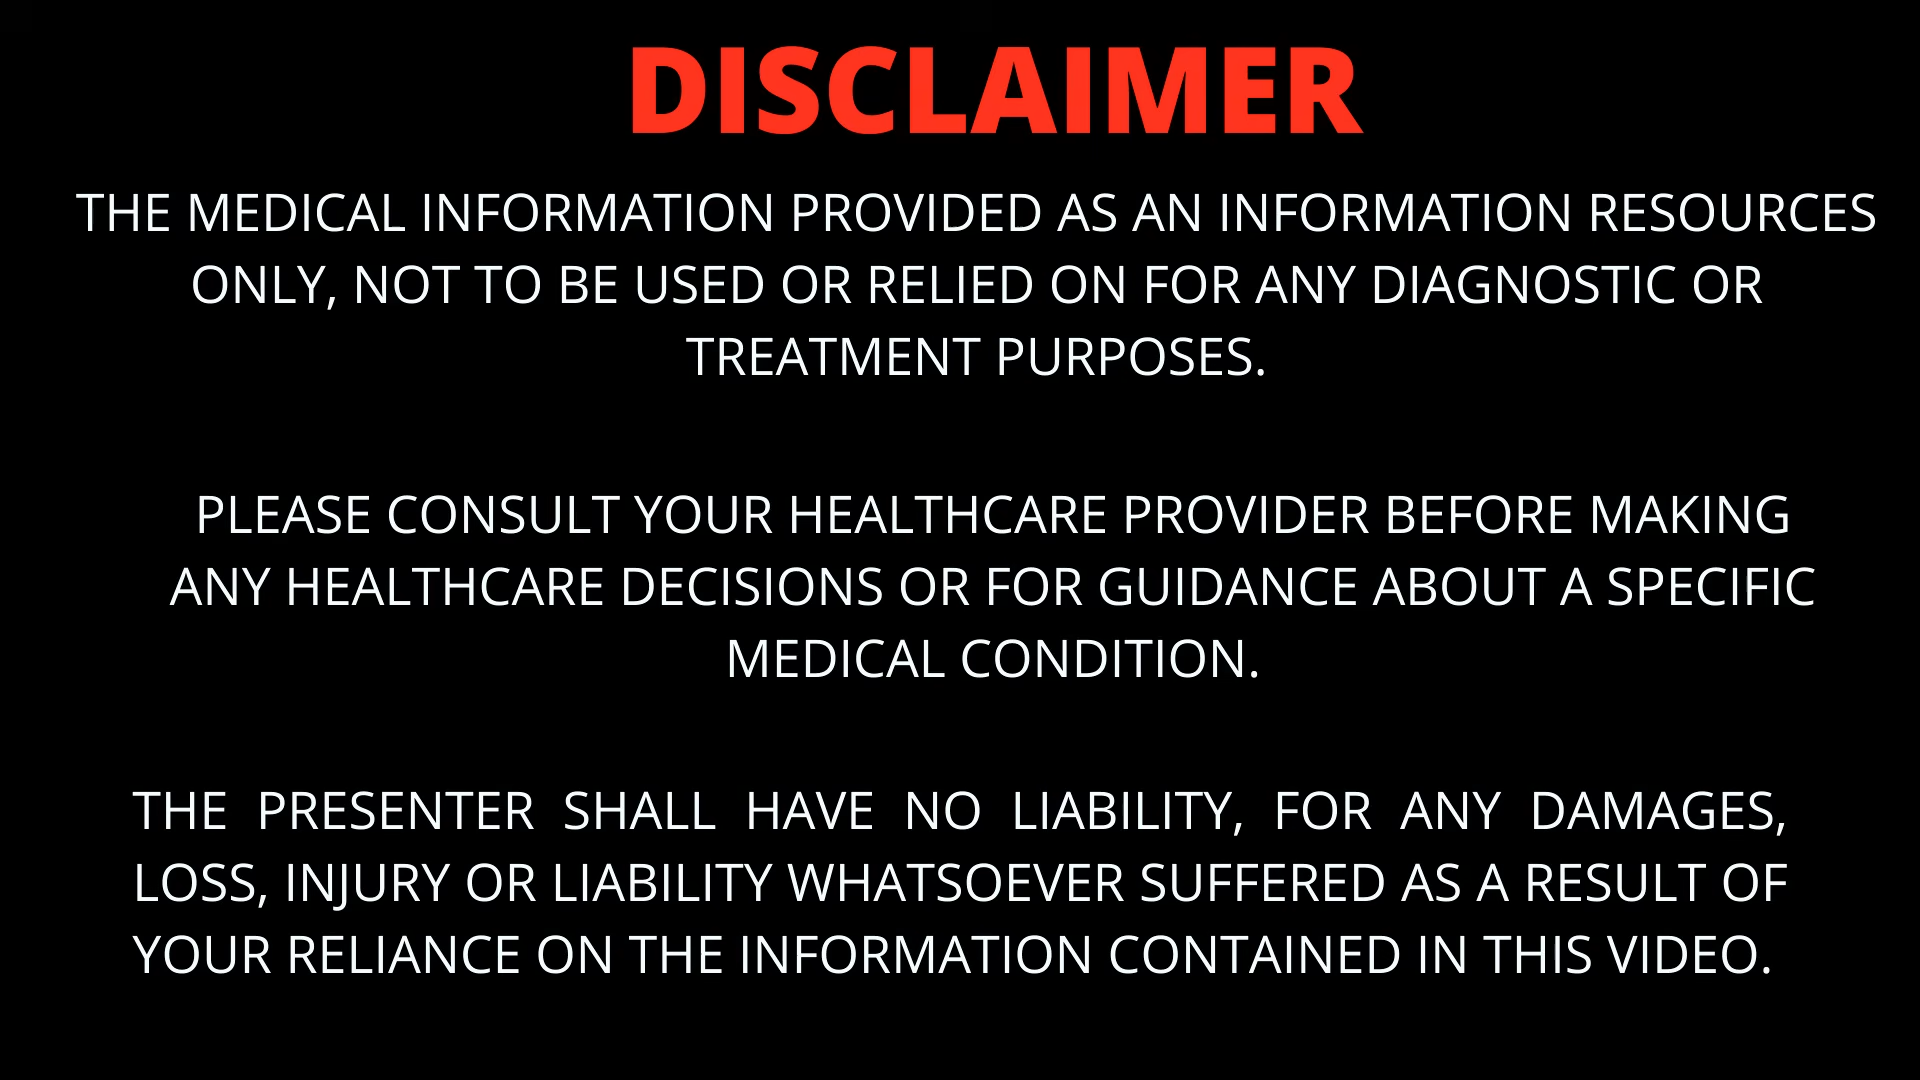 DISCLAIMER
THE MEDICAL INFORMATION PROVIDED AS AN INFORMATION RESOURCES
ONLY, NOT TO BE USED OR RELIED ON FOR ANY DIAGNOSTIC OR
TREATMENT PURPOSES.
PLEASE CONSULT YOUR HEALTHCARE PROVIDER BEFORE MAKING
ANY HEALTHCARE DECISIONS OR FOR GUIDANCE ABOUT A SPECIFIC
MEDICAL CONDITION.
THE PRESENTER SHALL HAVE NO LIABILITY, FOR ANY DAMAGES,
LOSS, INJURY OR LIABILITY WHATSOEVER SUFFERED AS A RESULT OF
YOUR RELIANCE ON THE INFORMATION CONTAINED IN THIS VIDEO.